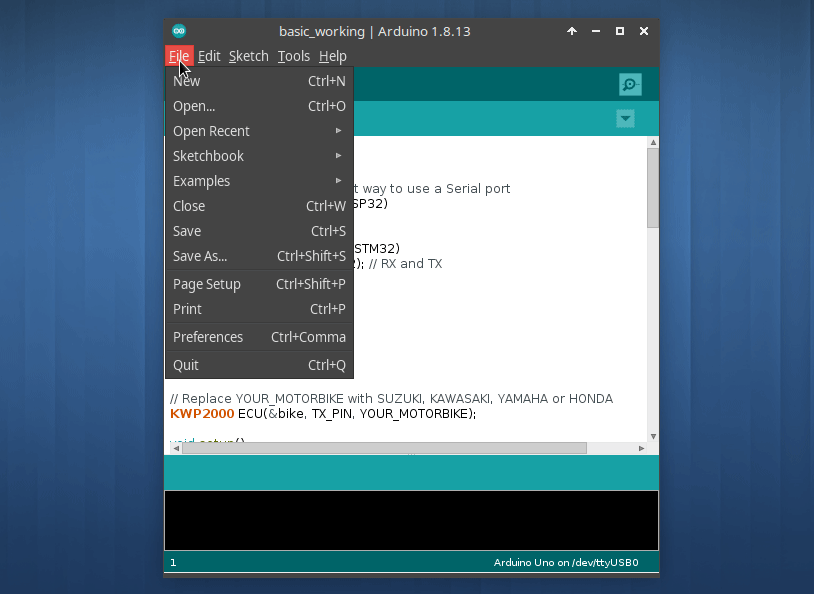 basic_working | Arduino 1.8.13
File Edit Sketch Tools Help
New Ctrl+N
Open... Ctrl+O
Open Recent
Sketchbook
Examples
Close Ctrl+W
Save Ctrl+S
Save As... Ctrl+Shift+S
Page Setup Ctrl+Shift+P
Print Ctrl+P
Preferences Ctrl+Comma
Quit Ctrl+Q
t way to use a Serial port
SP32)
STM32)
); // RX and TX
// Replace YOUR_MOTORBIKE with SUZUKI, KAWASAKI, YAMAHA or HONDA
KWP2000 ECU(&bike, TX_PIN, YOUR_MOTORBIKE);
void setup()
1
Arduino Uno on /dev/ttyUSB0